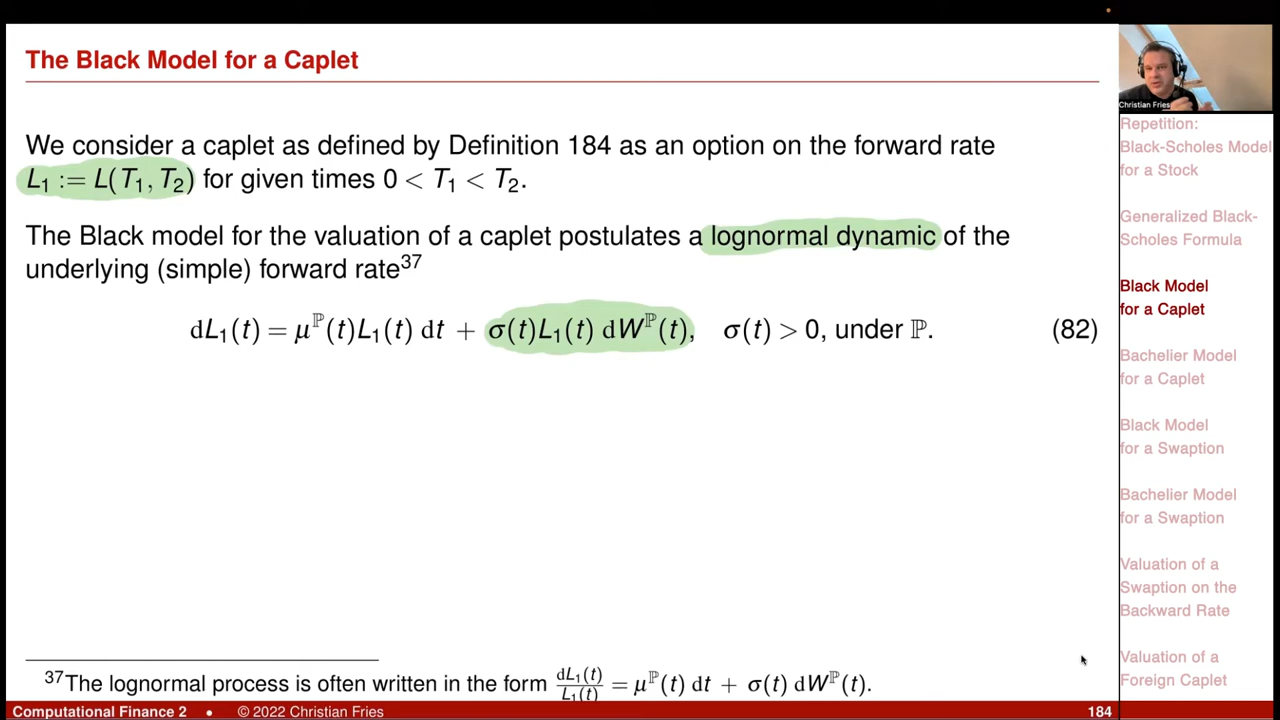 The Black Model for a Caplet
We consider a caplet as defined by Definition 184 as an option on the forward rate
L₁ := L(T₁, T₂) for given times 0 < T₁ < T₂.
The Black model for the valuation of a caplet postulates a lognormal dynamic of the
underlying (simple) forward rate³⁷
dL₁(t) = μ^ℙ(t)L₁(t) dt + σ(t)L₁(t) dW^ℙ(t), σ(t) > 0, under ℙ. (82)
³⁷The lognormal process is often written in the form dL₁(t)/L₁(t) = μ^ℙ(t) dt + σ(t) dW^ℙ(t).
Computational Finance 2 • © 2022 Christian Fries 184
Christian Fries
Repetition:
Black-Scholes Model
for a Stock
Generalized Black-
Scholes Formula
Black Model
for a Caplet
Bachelier Model
for a Caplet
Black Model
for a Swaption
Bachelier Model
for a Swaption
Valuation of a
Swaption on the
Backward Rate
Valuation of a
Foreign Caplet